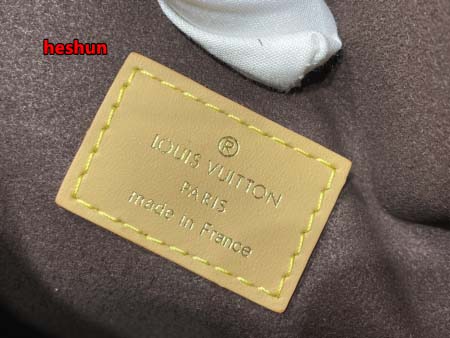 heshun
®
LOUIS VUITTON
PARIS
made in France